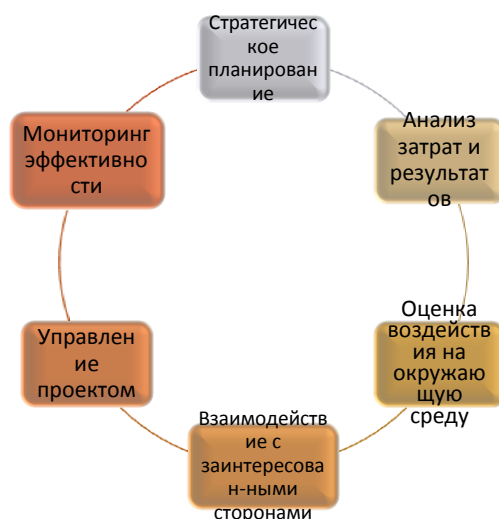 Стратегичес
кое
планирован
ие
Анализ
затрат и
результат
ов
Оценка
воздейств
ия на
окружаю
щую
среду
Взаимодейств
ие с
заинтересова
н-ными
сторонами
Управлен
ие
проектом
Мониторинг
эффективно
сти